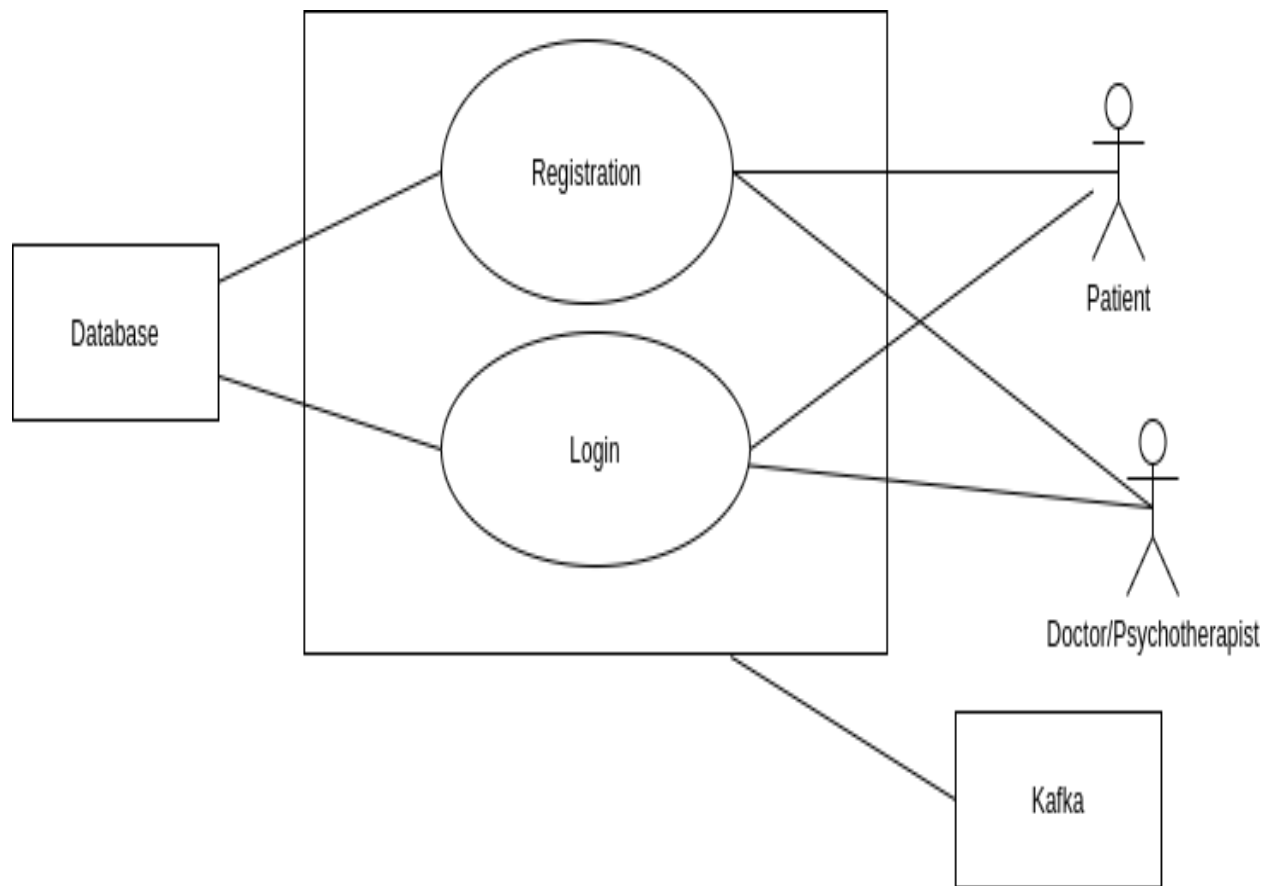 Registration
Patient
Database
Login
Doctor/Psychotherapist
Kafka